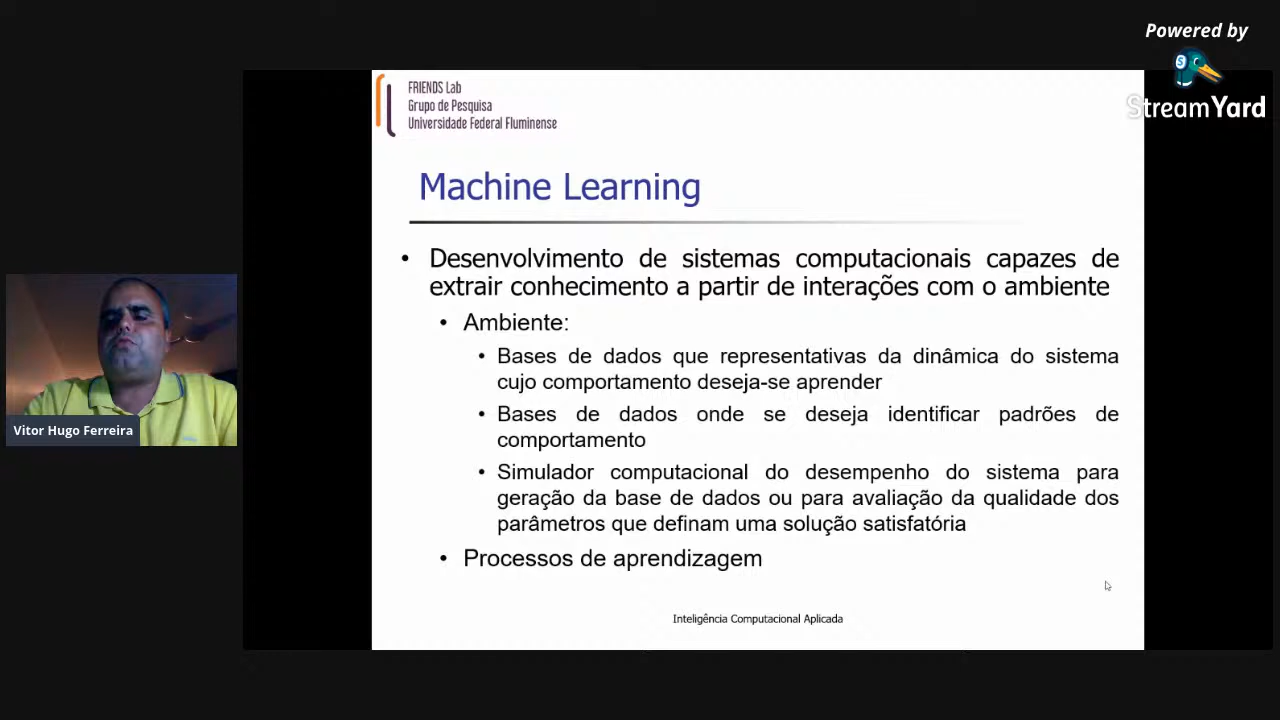 Powered by
StreamYard
FRIENDS Lab
Grupo de Pesquisa
Universidade Federal Fluminense
Machine Learning
• Desenvolvimento de sistemas computacionais capazes de
extrair conhecimento a partir de interações com o ambiente
• Ambiente:
• Bases de dados que representativas da dinâmica do sistema
cujo comportamento deseja-se aprender
• Bases de dados onde se deseja identificar padrões de
comportamento
• Simulador computacional do desempenho do sistema para
geração da base de dados ou para avaliação da qualidade dos
parâmetros que definam uma solução satisfatória
• Processos de aprendizagem
Inteligência Computacional Aplicada
Vitor Hugo Ferreira